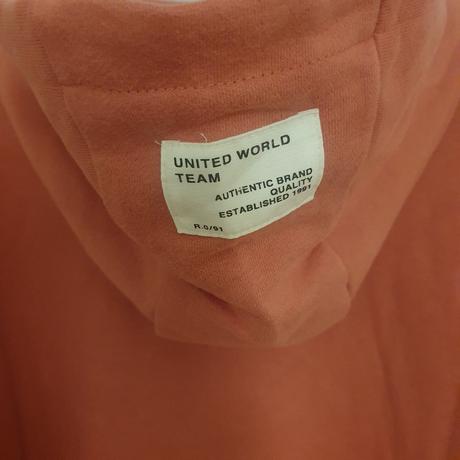 UNITED WORLD
TEAM
AUTHENTIC BRAND
QUALITY
ESTABLISHED 1991
R.0/91